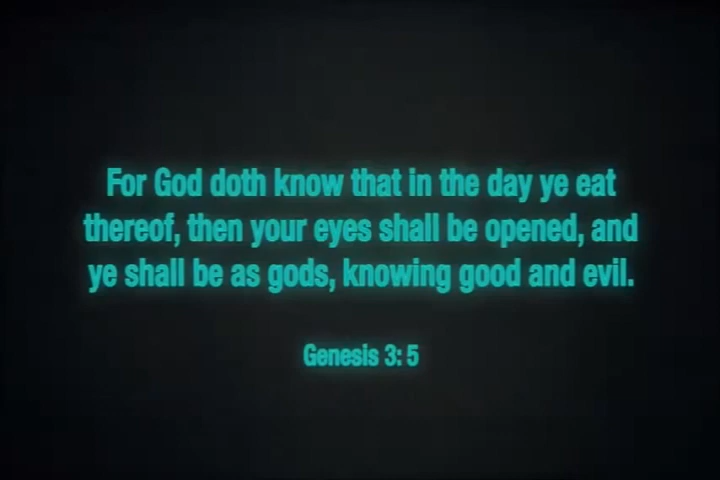 For God doth know that in the day ye eat
thereof, then your eyes shall be opened, and
ye shall be as gods, knowing good and evil.
Genesis 3: 5